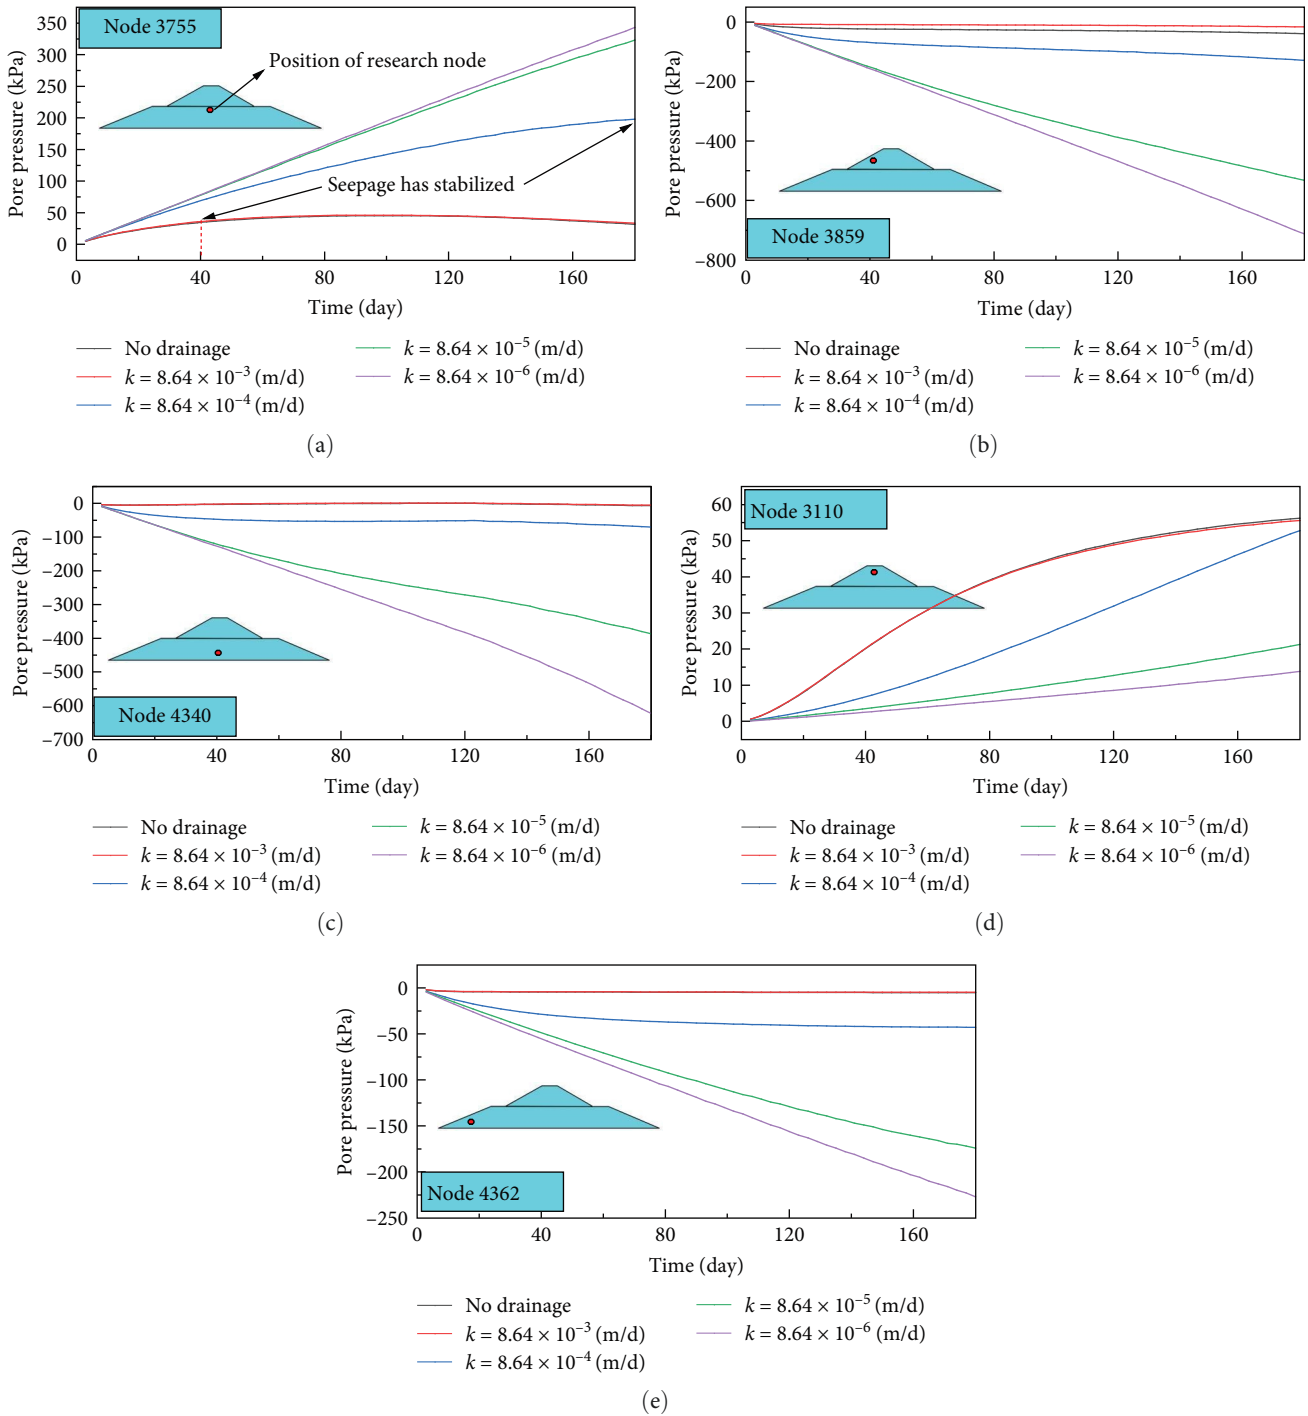 Node 3755
Position of research node
Seepage has stabilized
Pore pressure (kPa)
350
300
250
200
150
100
50
0
0 40 80 120 160
Time (day)
No drainage
k = 8.64 × 10⁻³ (m/d)
k = 8.64 × 10⁻⁴ (m/d)
k = 8.64 × 10⁻⁵ (m/d)
k = 8.64 × 10⁻⁶ (m/d)
(a)
Node 3859
Pore pressure (kPa)
0
−200
−400
−600
−800
0 40 80 120 160
Time (day)
No drainage
k = 8.64 × 10⁻³ (m/d)
k = 8.64 × 10⁻⁴ (m/d)
k = 8.64 × 10⁻⁵ (m/d)
k = 8.64 × 10⁻⁶ (m/d)
(b)
Node 4340
Pore pressure (kPa)
0
−100
−200
−300
−400
−500
−600
−700
0 40 80 120 160
Time (day)
No drainage
k = 8.64 × 10⁻³ (m/d)
k = 8.64 × 10⁻⁴ (m/d)
k = 8.64 × 10⁻⁵ (m/d)
k = 8.64 × 10⁻⁶ (m/d)
(c)
Node 3110
Pore pressure (kPa)
60
50
40
30
20
10
0
0 40 80 120 160
Time (day)
No drainage
k = 8.64 × 10⁻³ (m/d)
k = 8.64 × 10⁻⁴ (m/d)
k = 8.64 × 10⁻⁵ (m/d)
k = 8.64 × 10⁻⁶ (m/d)
(d)
Node 4362
Pore pressure (kPa)
0
−50
−100
−150
−200
−250
0 40 80 120 160
Time (day)
No drainage
k = 8.64 × 10⁻³ (m/d)
k = 8.64 × 10⁻⁴ (m/d)
k = 8.64 × 10⁻⁵ (m/d)
k = 8.64 × 10⁻⁶ (m/d)
(e)